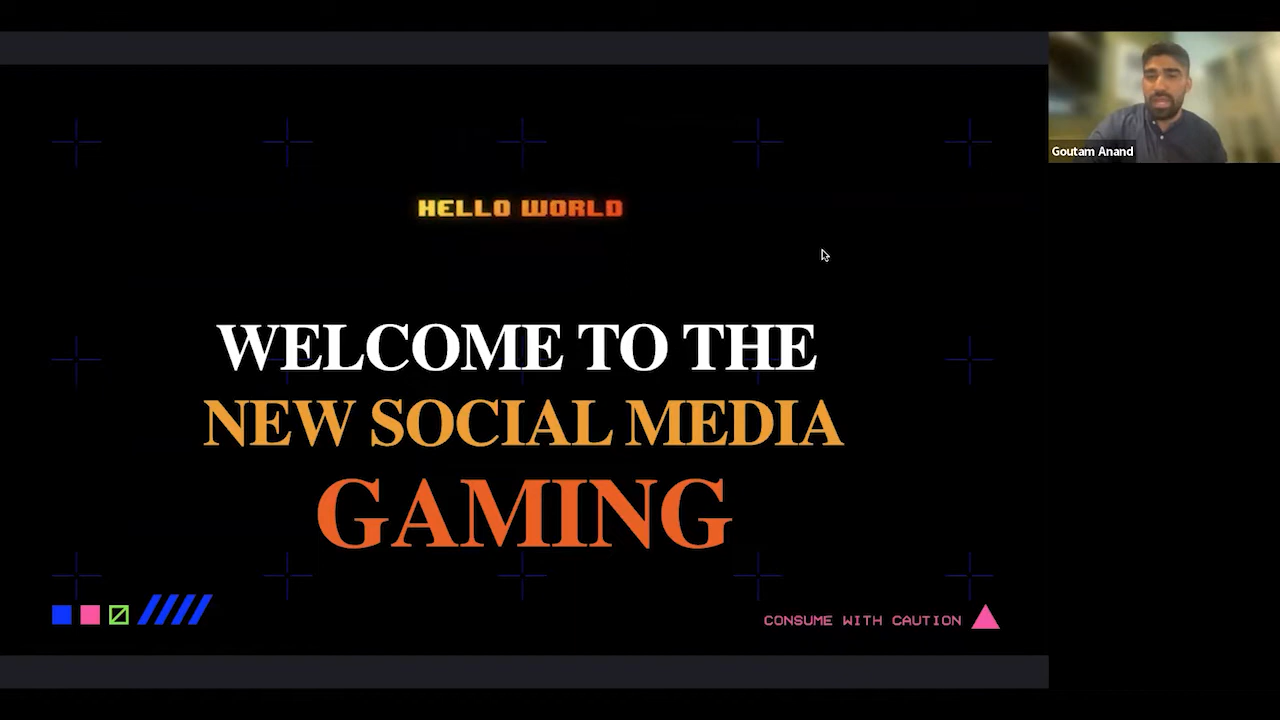 Goutam Anand
HELLO WORLD
WELCOME TO THE
NEW SOCIAL MEDIA
GAMING
CONSUME WITH CAUTION